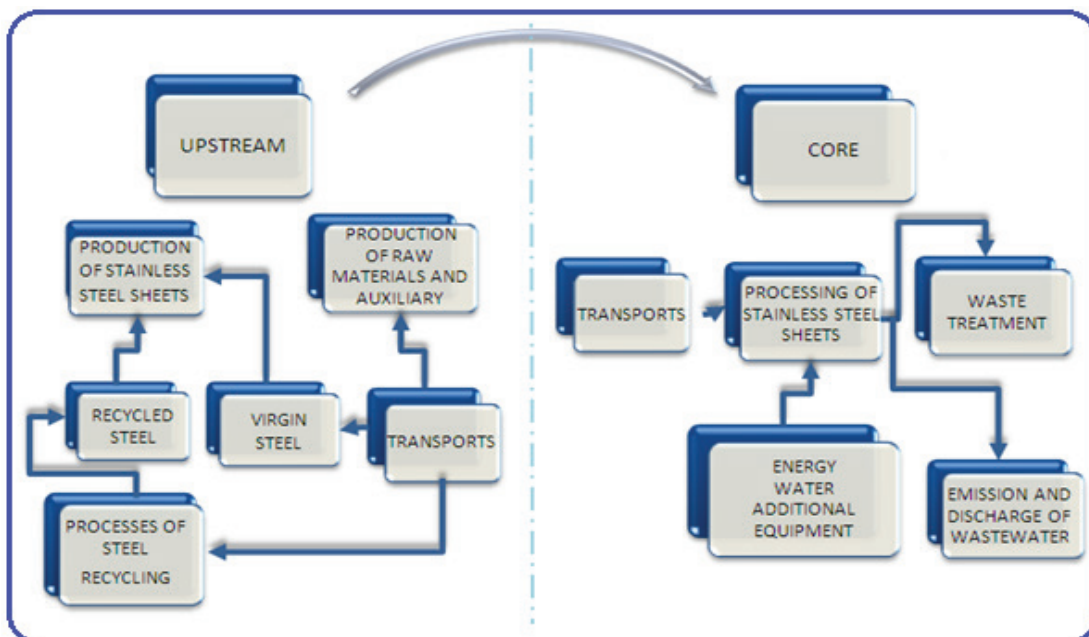 UPSTREAM
CORE
PRODUCTION
OF STAINLESS
STEEL SHEETS
PRODUCTION
OF RAW
MATERIALS AND
AUXILIARY
RECYCLED
STEEL
VIRGIN
STEEL
TRANSPORTS
PROCESSES OF
STEEL
RECYCLING
TRANSPORTS
PROCESSING OF
STAINLESS STEEL
SHEETS
WASTE
TREATMENT
ENERGY
WATER
ADDITIONAL
EQUIPMENT
EMISSION AND
DISCHARGE OF
WASTEWATER